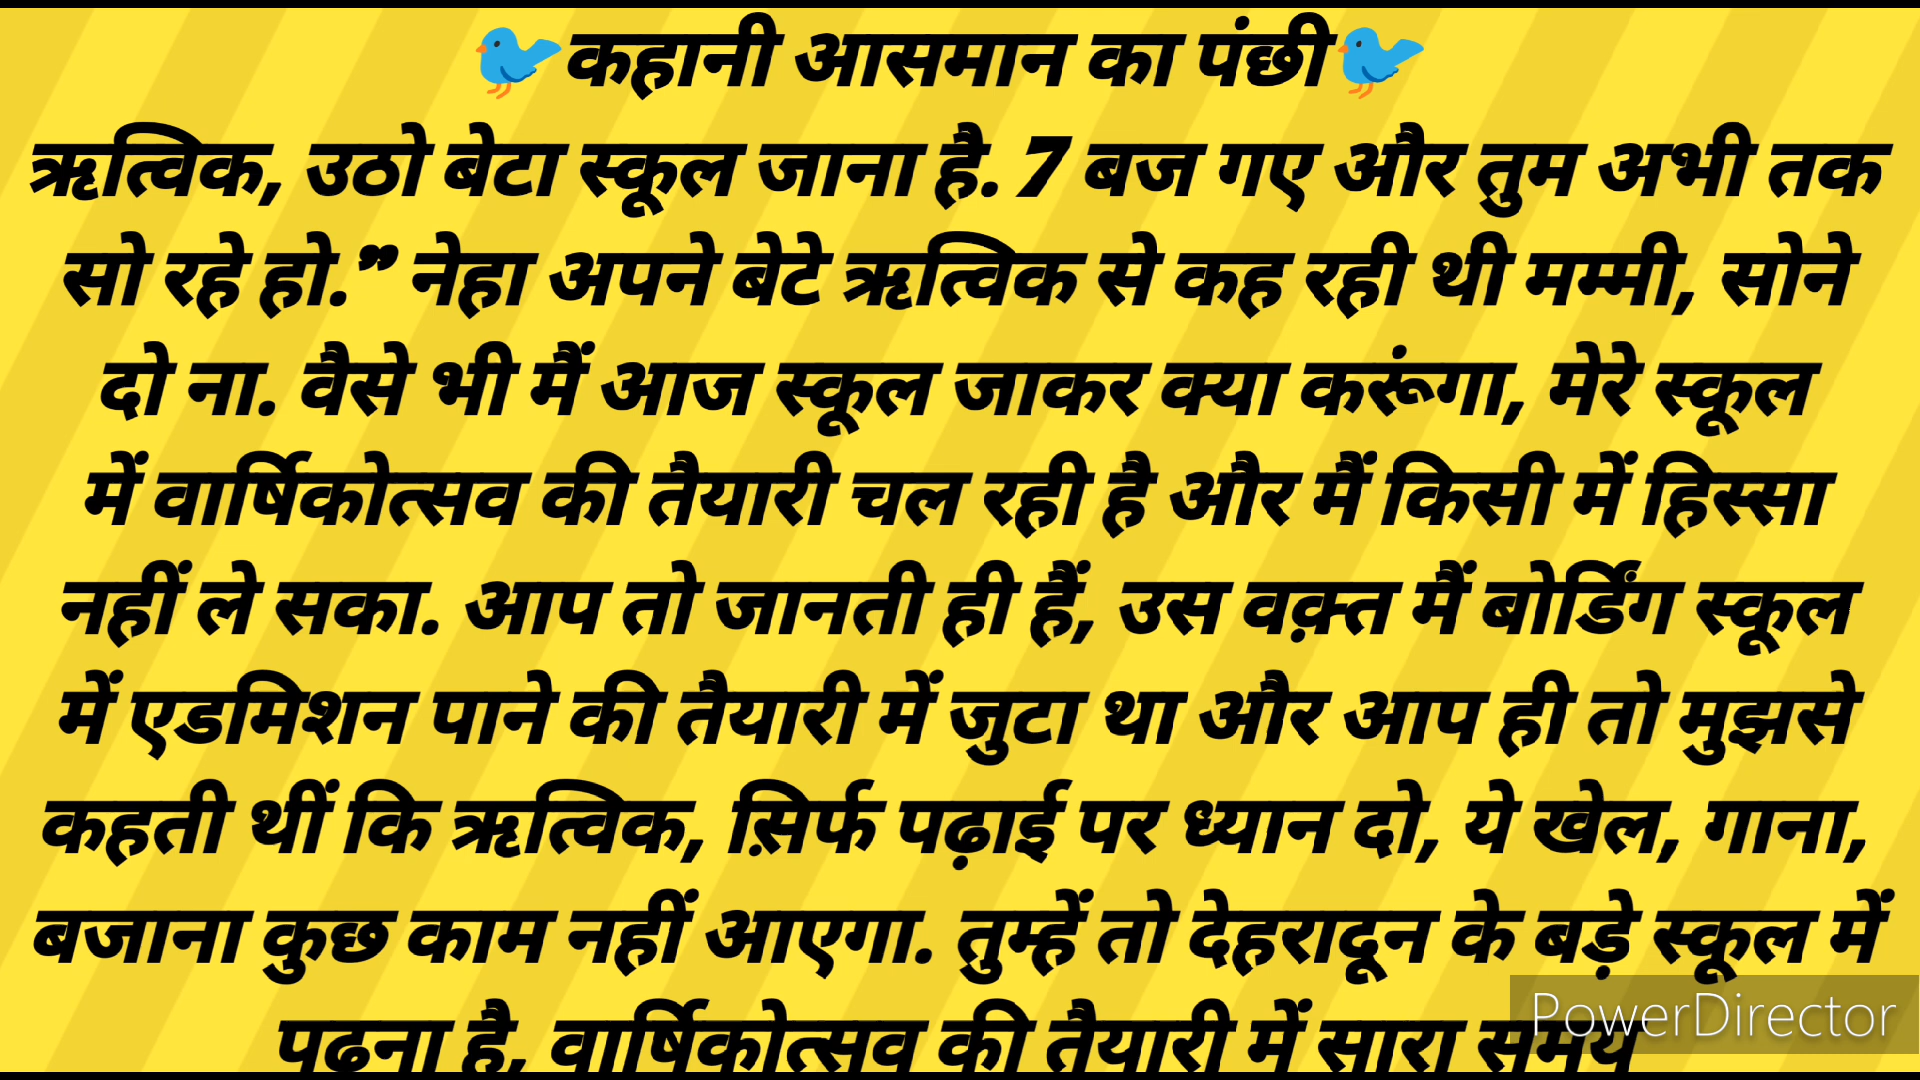 🐦कहानी आसमान का पंछी🐦
ऋत्विक, उठो बेटा स्कूल जाना है. 7 बज गए और तुम अभी तक
सो रहे हो.” नेहा अपने बेटे ऋत्विक से कह रही थी मम्मी, सोने
दो ना. वैसे भी मैं आज स्कूल जाकर क्या करूंगा, मेरे स्कूल
में वार्षिकोत्सव की तैयारी चल रही है और मैं किसी में हिस्सा
नहीं ले सका. आप तो जानती ही हैं, उस वक़्त मैं बोर्डिंग स्कूल
में एडमिशन पाने की तैयारी में जुटा था और आप ही तो मुझसे
कहती थीं कि ऋत्विक, स़िर्फ पढ़ाई पर ध्यान दो, ये खेल, गाना,
बजाना कुछ काम नहीं आएगा. तुम्हें तो देहरादून के बड़े स्कूल में
पढ़ना है, वार्षिकोत्सव की तैयारी में सारा समय
PowerDirector